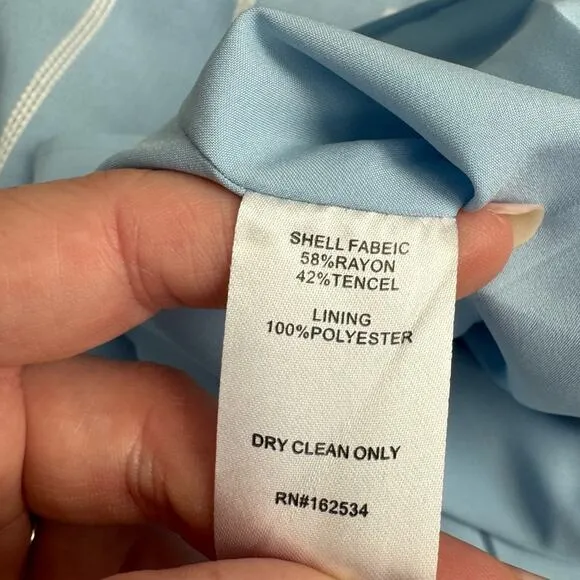 SHELL FABEIC
58%RAYON
42%TENCEL
LINING
100%POLYESTER
DRY CLEAN ONLY
RN#162534